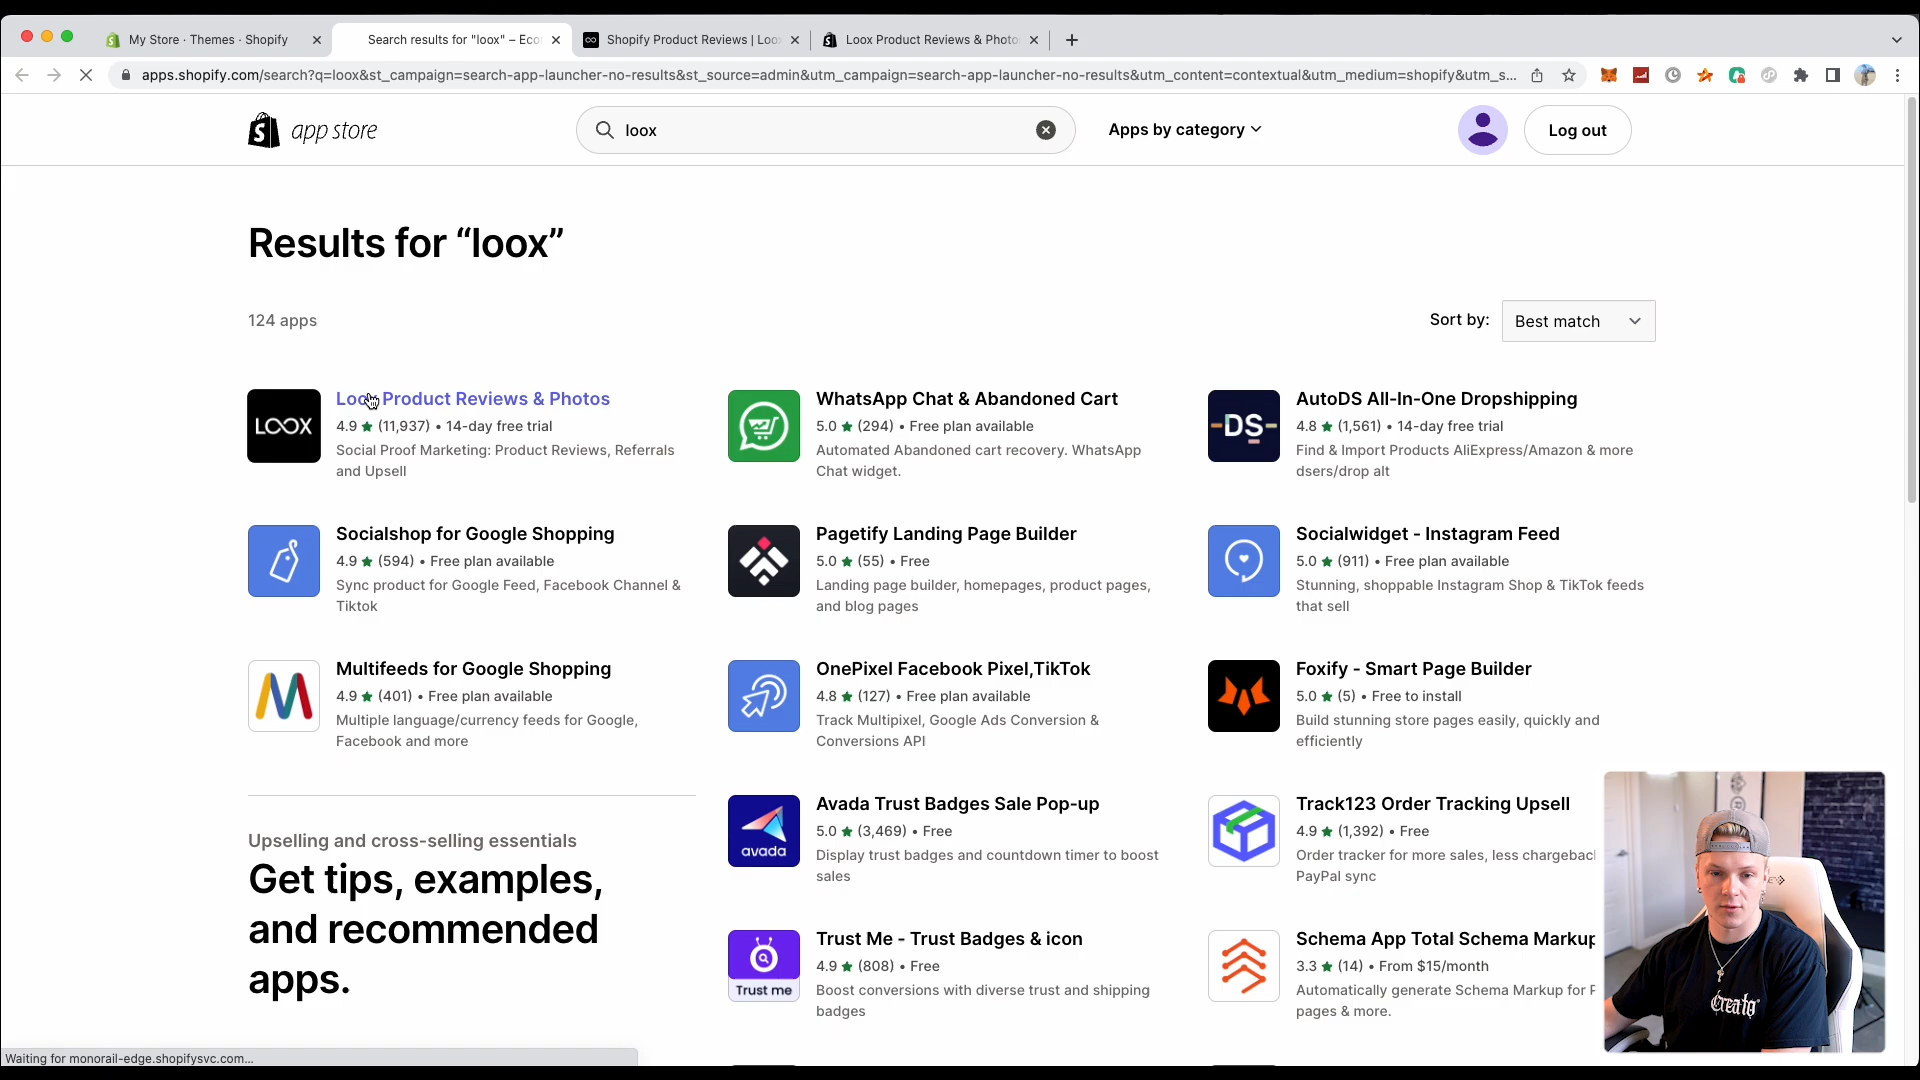 My Store · Themes · Shopify
Search results for "loox" – Eco
Shopify Product Reviews | Loo
Loox Product Reviews & Photo
apps.shopify.com/search?q=loox&st_campaign=search-app-launcher-no-results&st_source=admin&utm_campaign=search-app-launcher-no-results&utm_content=contextual&utm_medium=shopify&utm_s...
app store
loox
Apps by category
Log out
Results for “loox”
124 apps
Sort by:
Best match
LOOX
Loox Product Reviews & Photos
4.9 ★ (11,937) • 14-day free trial
Social Proof Marketing: Product Reviews, Referrals
and Upsell
WhatsApp Chat & Abandoned Cart
5.0 ★ (294) • Free plan available
Automated Abandoned cart recovery. WhatsApp
Chat widget.
-DS-
AutoDS All-In-One Dropshipping
4.8 ★ (1,561) • 14-day free trial
Find & Import Products AliExpress/Amazon & more
dsers/drop alt
Socialshop for Google Shopping
4.9 ★ (594) • Free plan available
Sync product for Google Feed, Facebook Channel &
Tiktok
Pagetify Landing Page Builder
5.0 ★ (55) • Free
Landing page builder, homepages, product pages,
and blog pages
Socialwidget - Instagram Feed
5.0 ★ (911) • Free plan available
Stunning, shoppable Instagram Shop & TikTok feeds
that sell
Multifeeds for Google Shopping
4.9 ★ (401) • Free plan available
Multiple language/currency feeds for Google,
Facebook and more
OnePixel Facebook Pixel,TikTok
4.8 ★ (127) • Free plan available
Track Multipixel, Google Ads Conversion &
Conversions API
Foxify - Smart Page Builder
5.0 ★ (5) • Free to install
Build stunning store pages easily, quickly and
efficiently
Upselling and cross-selling essentials
Get tips, examples,
and recommended
apps.
avada
Avada Trust Badges Sale Pop-up
5.0 ★ (3,469) • Free
Display trust badges and countdown timer to boost
sales
Track123 Order Tracking Upsell
4.9 ★ (1,392) • Free
Order tracker for more sales, less chargebacl
PayPal sync
Trust me
Trust Me - Trust Badges & icon
4.9 ★ (808) • Free
Boost conversions with diverse trust and shipping
badges
Schema App Total Schema Markup
3.3 ★ (14) • From $15/month
Automatically generate Schema Markup for P
pages & more.
Waiting for monorail-edge.shopifysvc.com...